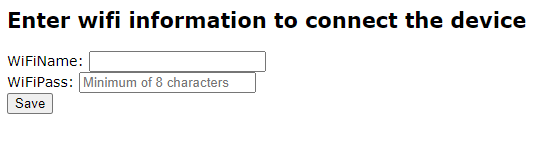 Enter wifi information to connect the device
WiFiName:
WiFiPass: Minimum of 8 characters
Save